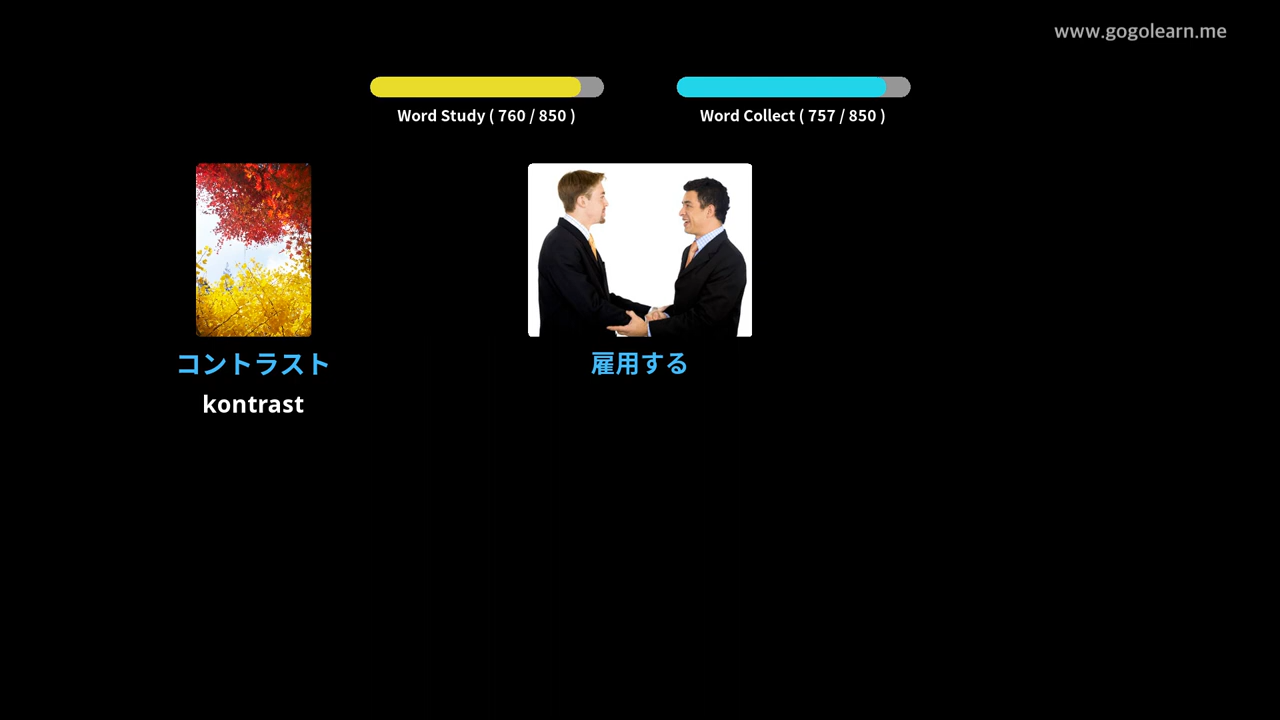 www.gogolearn.me
Word Study ( 760 / 850 )
Word Collect ( 757 / 850 )
コントラスト
kontrast
雇用する